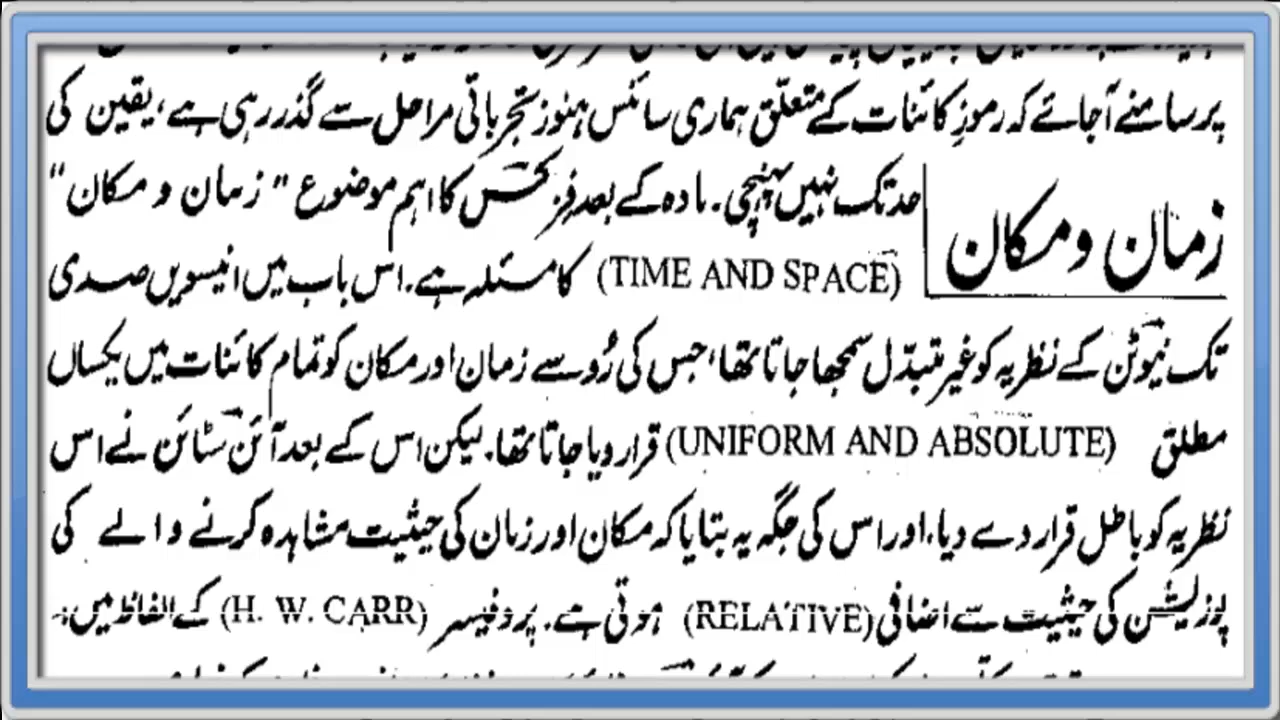 پر سامنے آجائے کہ رموزِ کائنات کے متعلّق ہماری سائنس ہنوز تجرباتی مراحل سے گذر رہی ہے، یقین کی
زمان و مکان
حد تک نہیں پہنچی۔ مادہ کے بعد فزکس کا اہم موضوع "زمان و مکان"
(TIME AND SPACE) کا مسئلہ ہے۔ اس باب میں انیسویں صدی
تک نیوٹن کے نظریہ کو غیر متبدّل سمجھا جاتا تھا، جس کی رُو سے زمان اور مکان کو تمام کائنات میں یکساں
مطلق (UNIFORM AND ABSOLUTE) قرار دیا جاتا تھا۔ لیکن اس کے بعد آئن سٹائن نے اس
نظریہ کو باطل قرار دے دیا، اور اس کی جگہ یہ بتایا کہ مکان اور زمان کی حیثیت مشاہدہ کرنے والے کی
پوزیشن کی حیثیت سے اضافی (RELATIVE) ہوتی ہے۔ پروفیسر (H. W. CARR) کے الفاظ میں:۔